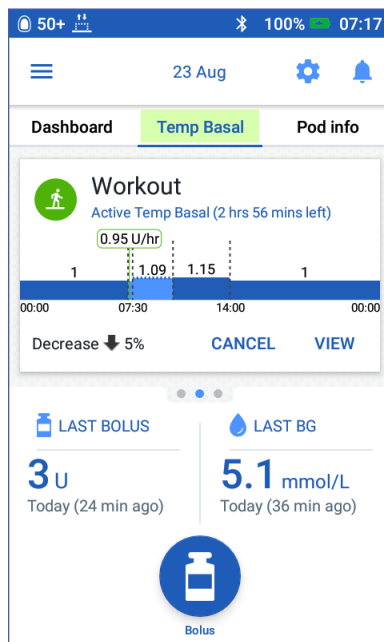 50+ 100% 07:17
23 Aug
Dashboard Temp Basal Pod info
Workout
Active Temp Basal (2 hrs 56 mins left)
0.95 U/hr
1 1.09 1.15 1
00:00 07:30 14:00 00:00
Decrease 5% CANCEL VIEW
LAST BOLUS LAST BG
3 U 5.1 mmol/L
Today (24 min ago) Today (36 min ago)
Bolus